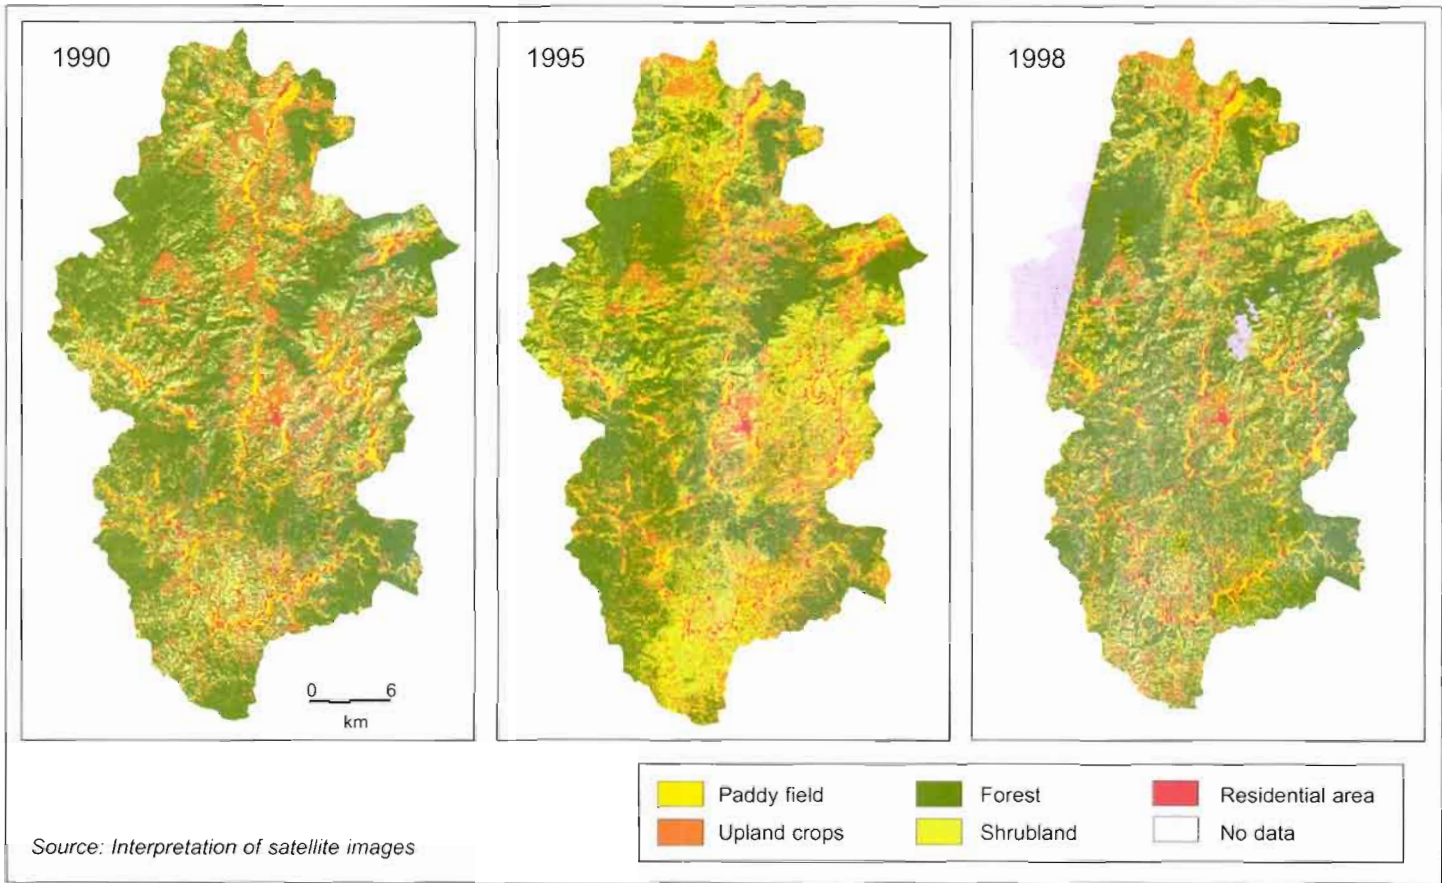 1990
1995
1998
0 6
km
Paddy field
Forest
Residential area
Upland crops
Shrubland
No data
Source: Interpretation of satellite images